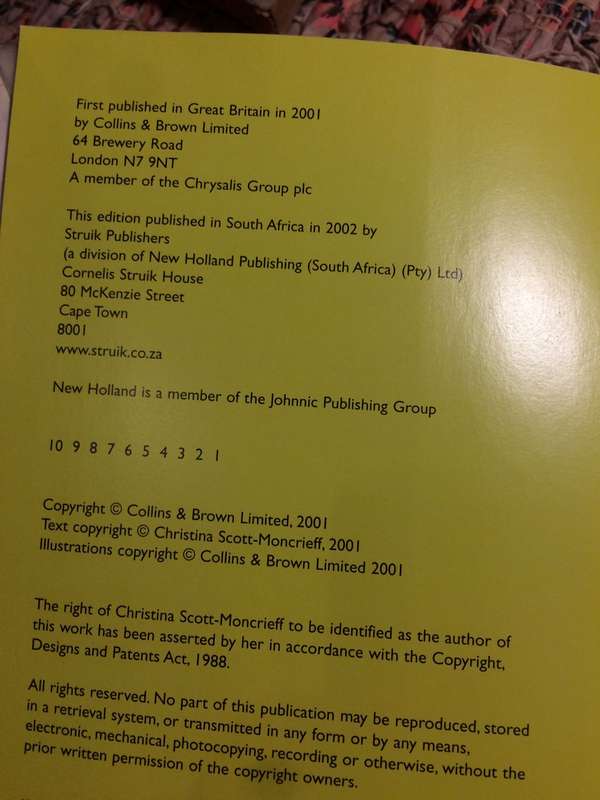 First published in Great Britain in 2001
by Collins & Brown Limited
64 Brewery Road
London N7 9NT
A member of the Chrysalis Group plc
This edition published in South Africa in 2002 by
Struik Publishers
(a division of New Holland Publishing (South Africa) (Pty) Ltd)
Cornelis Struik House
80 McKenzie Street
Cape Town
8001
www.struik.co.za
New Holland is a member of the Johnnic Publishing Group
10 9 8 7 6 5 4 3 2 1
Copyright © Collins & Brown Limited, 2001
Text copyright © Christina Scott-Moncrieff, 2001
Illustrations copyright © Collins & Brown Limited 2001
The right of Christina Scott-Moncrieff to be identified as the author of
this work has been asserted by her in accordance with the Copyright,
Designs and Patents Act, 1988.
All rights reserved. No part of this publication may be reproduced, stored
in a retrieval system, or transmitted in any form or by any means,
electronic, mechanical, photocopying, recording or otherwise, without the
prior written permission of the copyright owners.